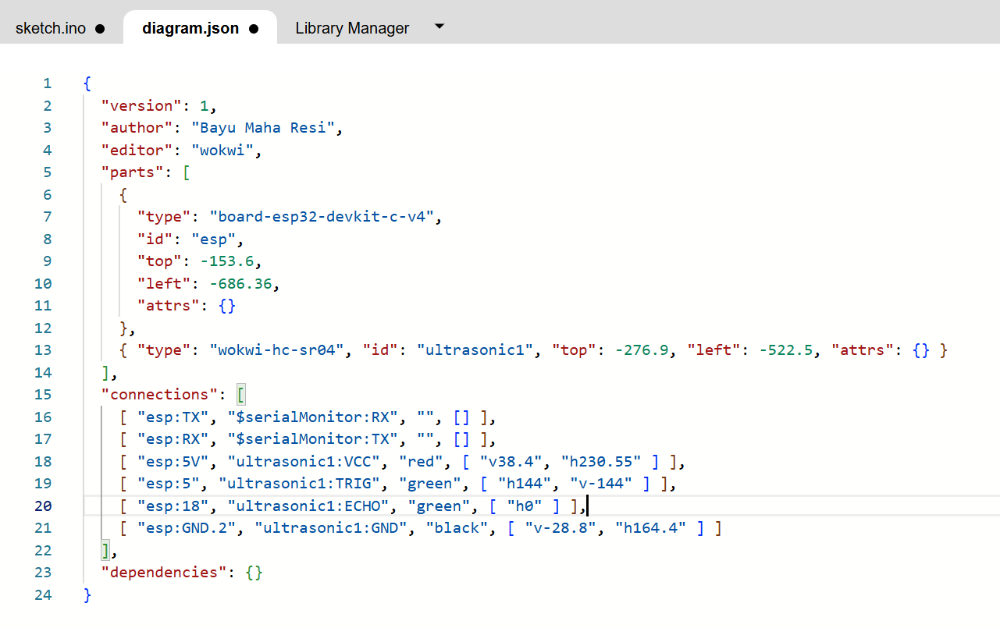 sketch.ino ● diagram.json ● Library Manager
1 {
2 "version": 1,
3 "author": "Bayu Maha Resi",
4 "editor": "wokwi",
5 "parts": [
6 {
7 "type": "board-esp32-devkit-c-v4",
8 "id": "esp",
9 "top": -153.6,
10 "left": -686.36,
11 "attrs": {}
12 },
13 { "type": "wokwi-hc-sr04", "id": "ultrasonic1", "top": -276.9, "left": -522.5, "attrs": {} }
14 ],
15 "connections": [
16 [ "esp:TX", "$serialMonitor:RX", "", [] ],
17 [ "esp:RX", "$serialMonitor:TX", "", [] ],
18 [ "esp:5V", "ultrasonic1:VCC", "red", [ "v38.4", "h230.55" ] ],
19 [ "esp:5", "ultrasonic1:TRIG", "green", [ "h144", "v-144" ] ],
20 [ "esp:18", "ultrasonic1:ECHO", "green", [ "h0" ] ],
21 [ "esp:GND.2", "ultrasonic1:GND", "black", [ "v-28.8", "h164.4" ] ]
22 ],
23 "dependencies": {}
24 }